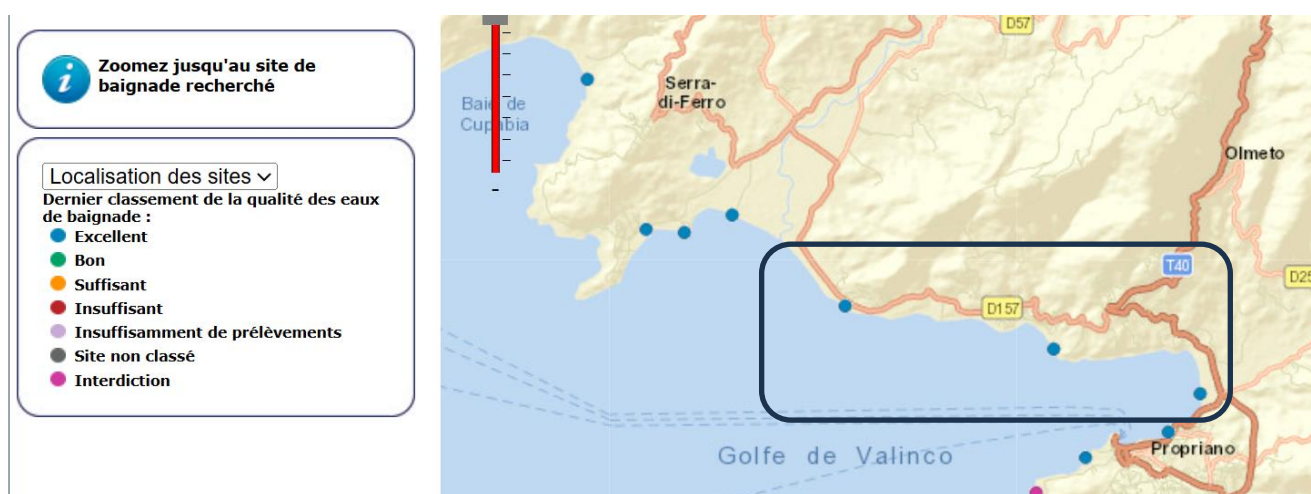 Zoomez jusqu'au site de
baignade recherché
Localisation des sites
Dernier classement de la qualité des eaux
de baignade :
Excellent
Bon
Suffisant
Insuffisant
Insuffisamment de prélèvements
Site non classé
Interdiction
-
D57
Serra-
di-Ferro
Baie de
Cupabia
Olmeto
T40
D25
D157
Golfe de Valinco
Propriano